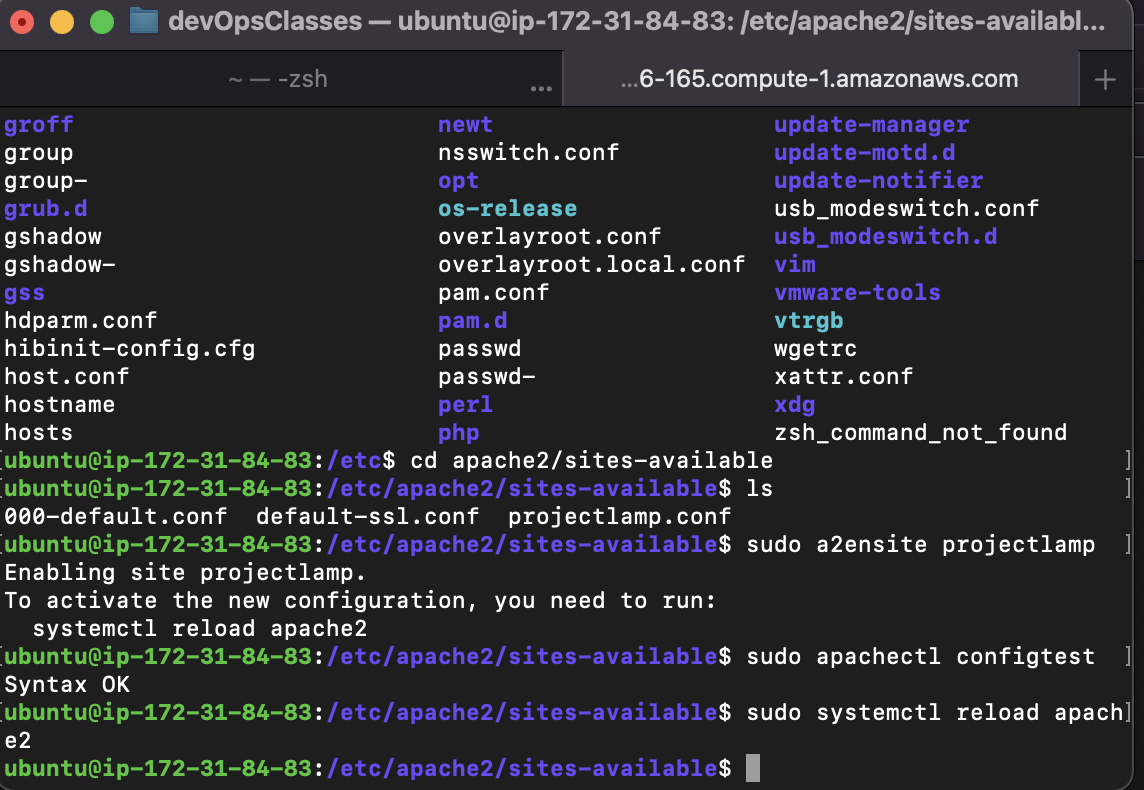 devOpsClasses — ubuntu@ip-172-31-84-83: /etc/apache2/sites-availabl...
~ — -zsh ...
...6-165.compute-1.amazonaws.com +
groff newt update-manager
group nsswitch.conf update-motd.d
group- opt update-notifier
grub.d os-release usb_modeswitch.conf
gshadow overlayroot.conf usb_modeswitch.d
gshadow- overlayroot.local.conf vim
gss pam.conf vmware-tools
hdparm.conf pam.d vtrgb
hibinit-config.cfg passwd wgetrc
host.conf passwd- xattr.conf
hostname perl xdg
hosts php zsh_command_not_found
[ubuntu@ip-172-31-84-83:/etc$ cd apache2/sites-available ]
[ubuntu@ip-172-31-84-83:/etc/apache2/sites-available$ ls ]
000-default.conf default-ssl.conf projectlamp.conf
[ubuntu@ip-172-31-84-83:/etc/apache2/sites-available$ sudo a2ensite projectlamp ]
Enabling site projectlamp.
To activate the new configuration, you need to run:
systemctl reload apache2
[ubuntu@ip-172-31-84-83:/etc/apache2/sites-available$ sudo apachectl configtest ]
Syntax OK
[ubuntu@ip-172-31-84-83:/etc/apache2/sites-available$ sudo systemctl reload apach]
e2
ubuntu@ip-172-31-84-83:/etc/apache2/sites-available$